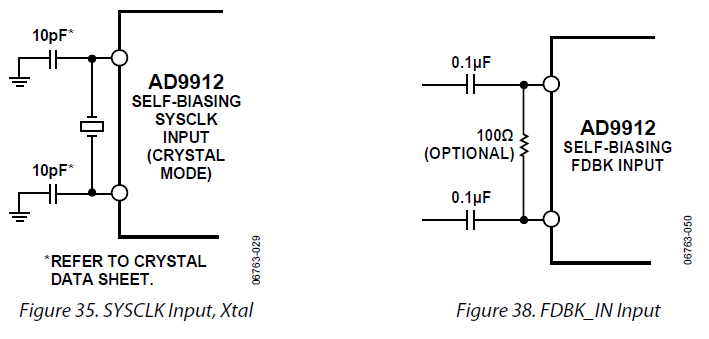 10pF*
AD9912
SELF-BIASING
SYSCLK
INPUT
(CRYSTAL
MODE)
10pF*
*REFER TO CRYSTAL
DATA SHEET.
06763-029
Figure 35. SYSCLK Input, Xtal
0.1µF
100Ω
(OPTIONAL)
AD9912
SELF-BIASING
FDBK INPUT
0.1µF
06763-050
Figure 38. FDBK_IN Input